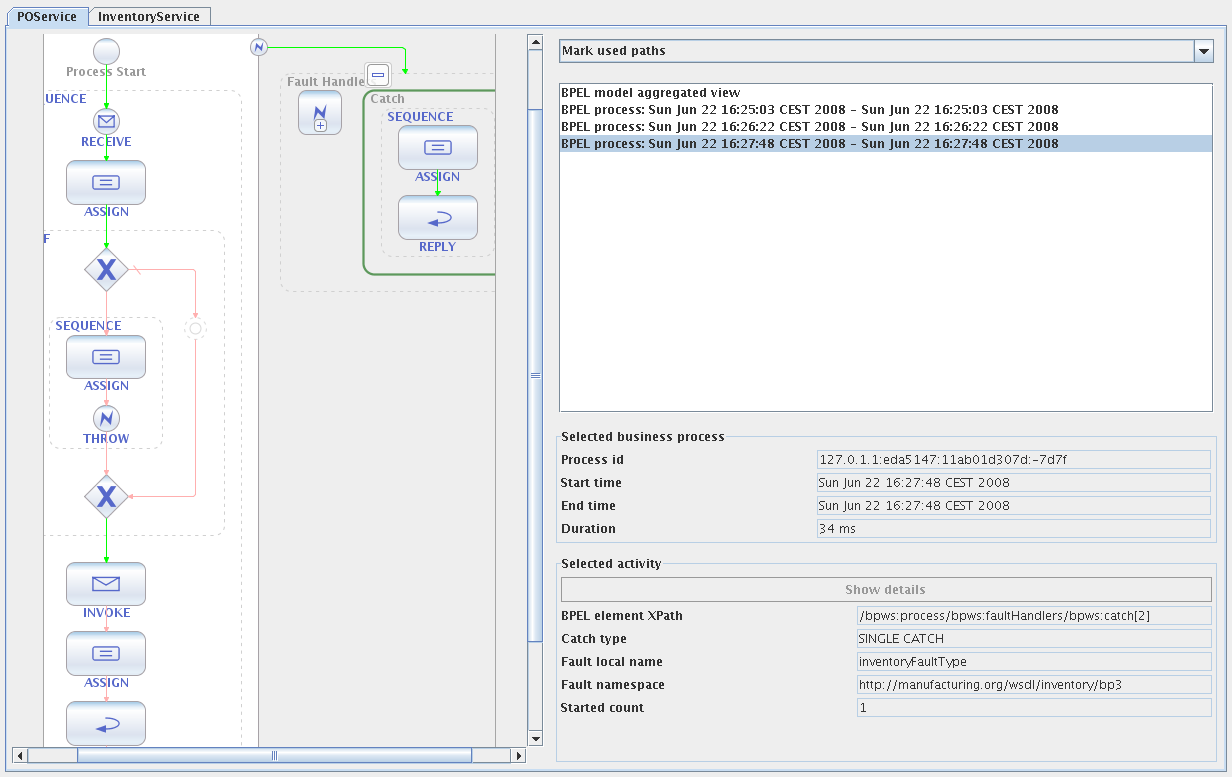 POService InventoryService
Process Start
UENCE
RECEIVE
ASSIGN
F
SEQUENCE
ASSIGN
THROW
INVOKE
ASSIGN
Fault Handle
Catch
SEQUENCE
ASSIGN
REPLY
Mark used paths
BPEL model aggregated view
BPEL process: Sun Jun 22 16:25:03 CEST 2008 - Sun Jun 22 16:25:03 CEST 2008
BPEL process: Sun Jun 22 16:26:22 CEST 2008 - Sun Jun 22 16:26:22 CEST 2008
BPEL process: Sun Jun 22 16:27:48 CEST 2008 - Sun Jun 22 16:27:48 CEST 2008
Selected business process
Process id 127.0.1.1:eda5147:11ab01d307d:-7d7f
Start time Sun Jun 22 16:27:48 CEST 2008
End time Sun Jun 22 16:27:48 CEST 2008
Duration 34 ms
Selected activity
Show details
BPEL element XPath /bpws:process/bpws:faultHandlers/bpws:catch[2]
Catch type SINGLE CATCH
Fault local name inventoryFaultType
Fault namespace http://manufacturing.org/wsdl/inventory/bp3
Started count 1